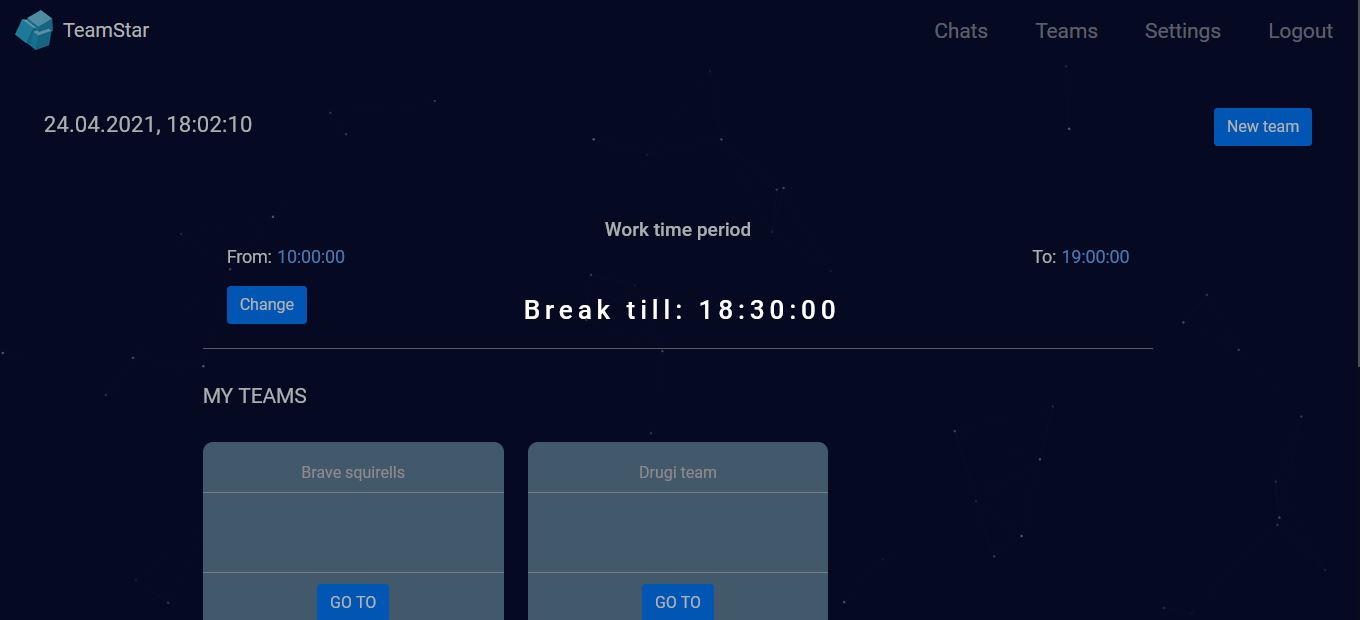 TeamStar Chats Teams Settings Logout
24.04.2021, 18:02:10 New team
Work time period
From: 10:00:00 To: 19:00:00
Change Break till: 18:30:00
MY TEAMS
Brave squirells Drugi team
GO TO GO TO